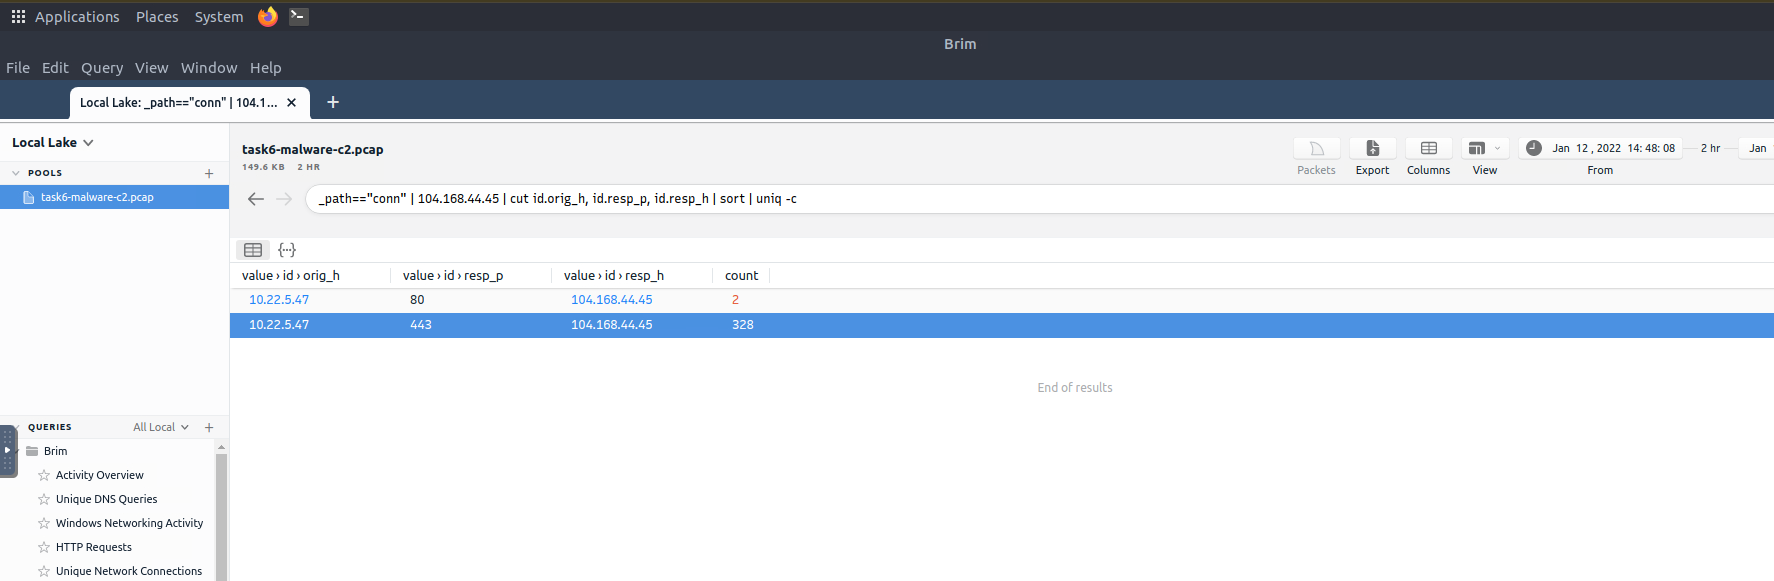 Applications Places System
Brim
File Edit Query View Window Help
Local Lake: _path=="conn" | 104.1... ✕ +
Local Lake
POOLS +
task6-malware-c2.pcap
task6-malware-c2.pcap
149.6 KB 2 HR
Packets Export Columns View
Jan 12 , 2022 14: 48: 08 2 hr Jan
From
_path=="conn" | 104.168.44.45 | cut id.orig_h, id.resp_p, id.resp_h | sort | uniq -c
value › id › orig_h value › id › resp_p value › id › resp_h count
10.22.5.47 80 104.168.44.45 2
10.22.5.47 443 104.168.44.45 328
End of results
QUERIES All Local +
Brim
Activity Overview
Unique DNS Queries
Windows Networking Activity
HTTP Requests
Unique Network Connections